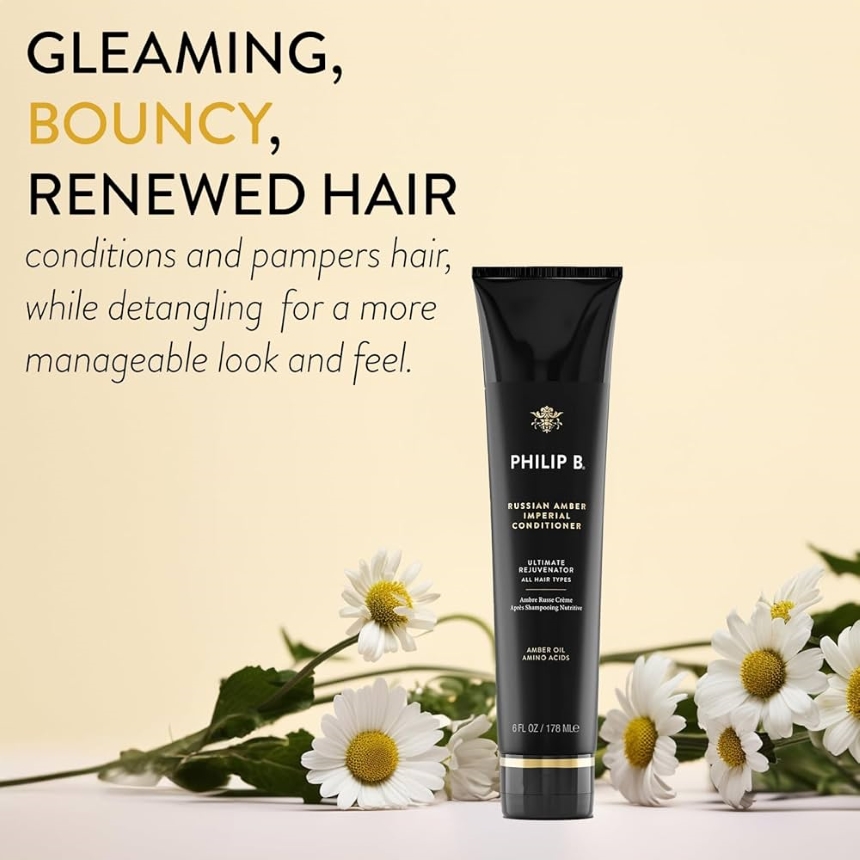 GLEAMING,
BOUNCY,
RENEWED HAIR
conditions and pampers hair,
while detangling for a more
manageable look and feel.
PHILIP B.
RUSSIAN AMBER
IMPERIAL
CONDITIONER
ULTIMATE
REJUVENATOR
ALL HAIR TYPES
Ambre Russe Crème
Après Shampooing Nutritive
AMBER OIL
AMINO ACIDS
6 FL OZ / 178 MLe